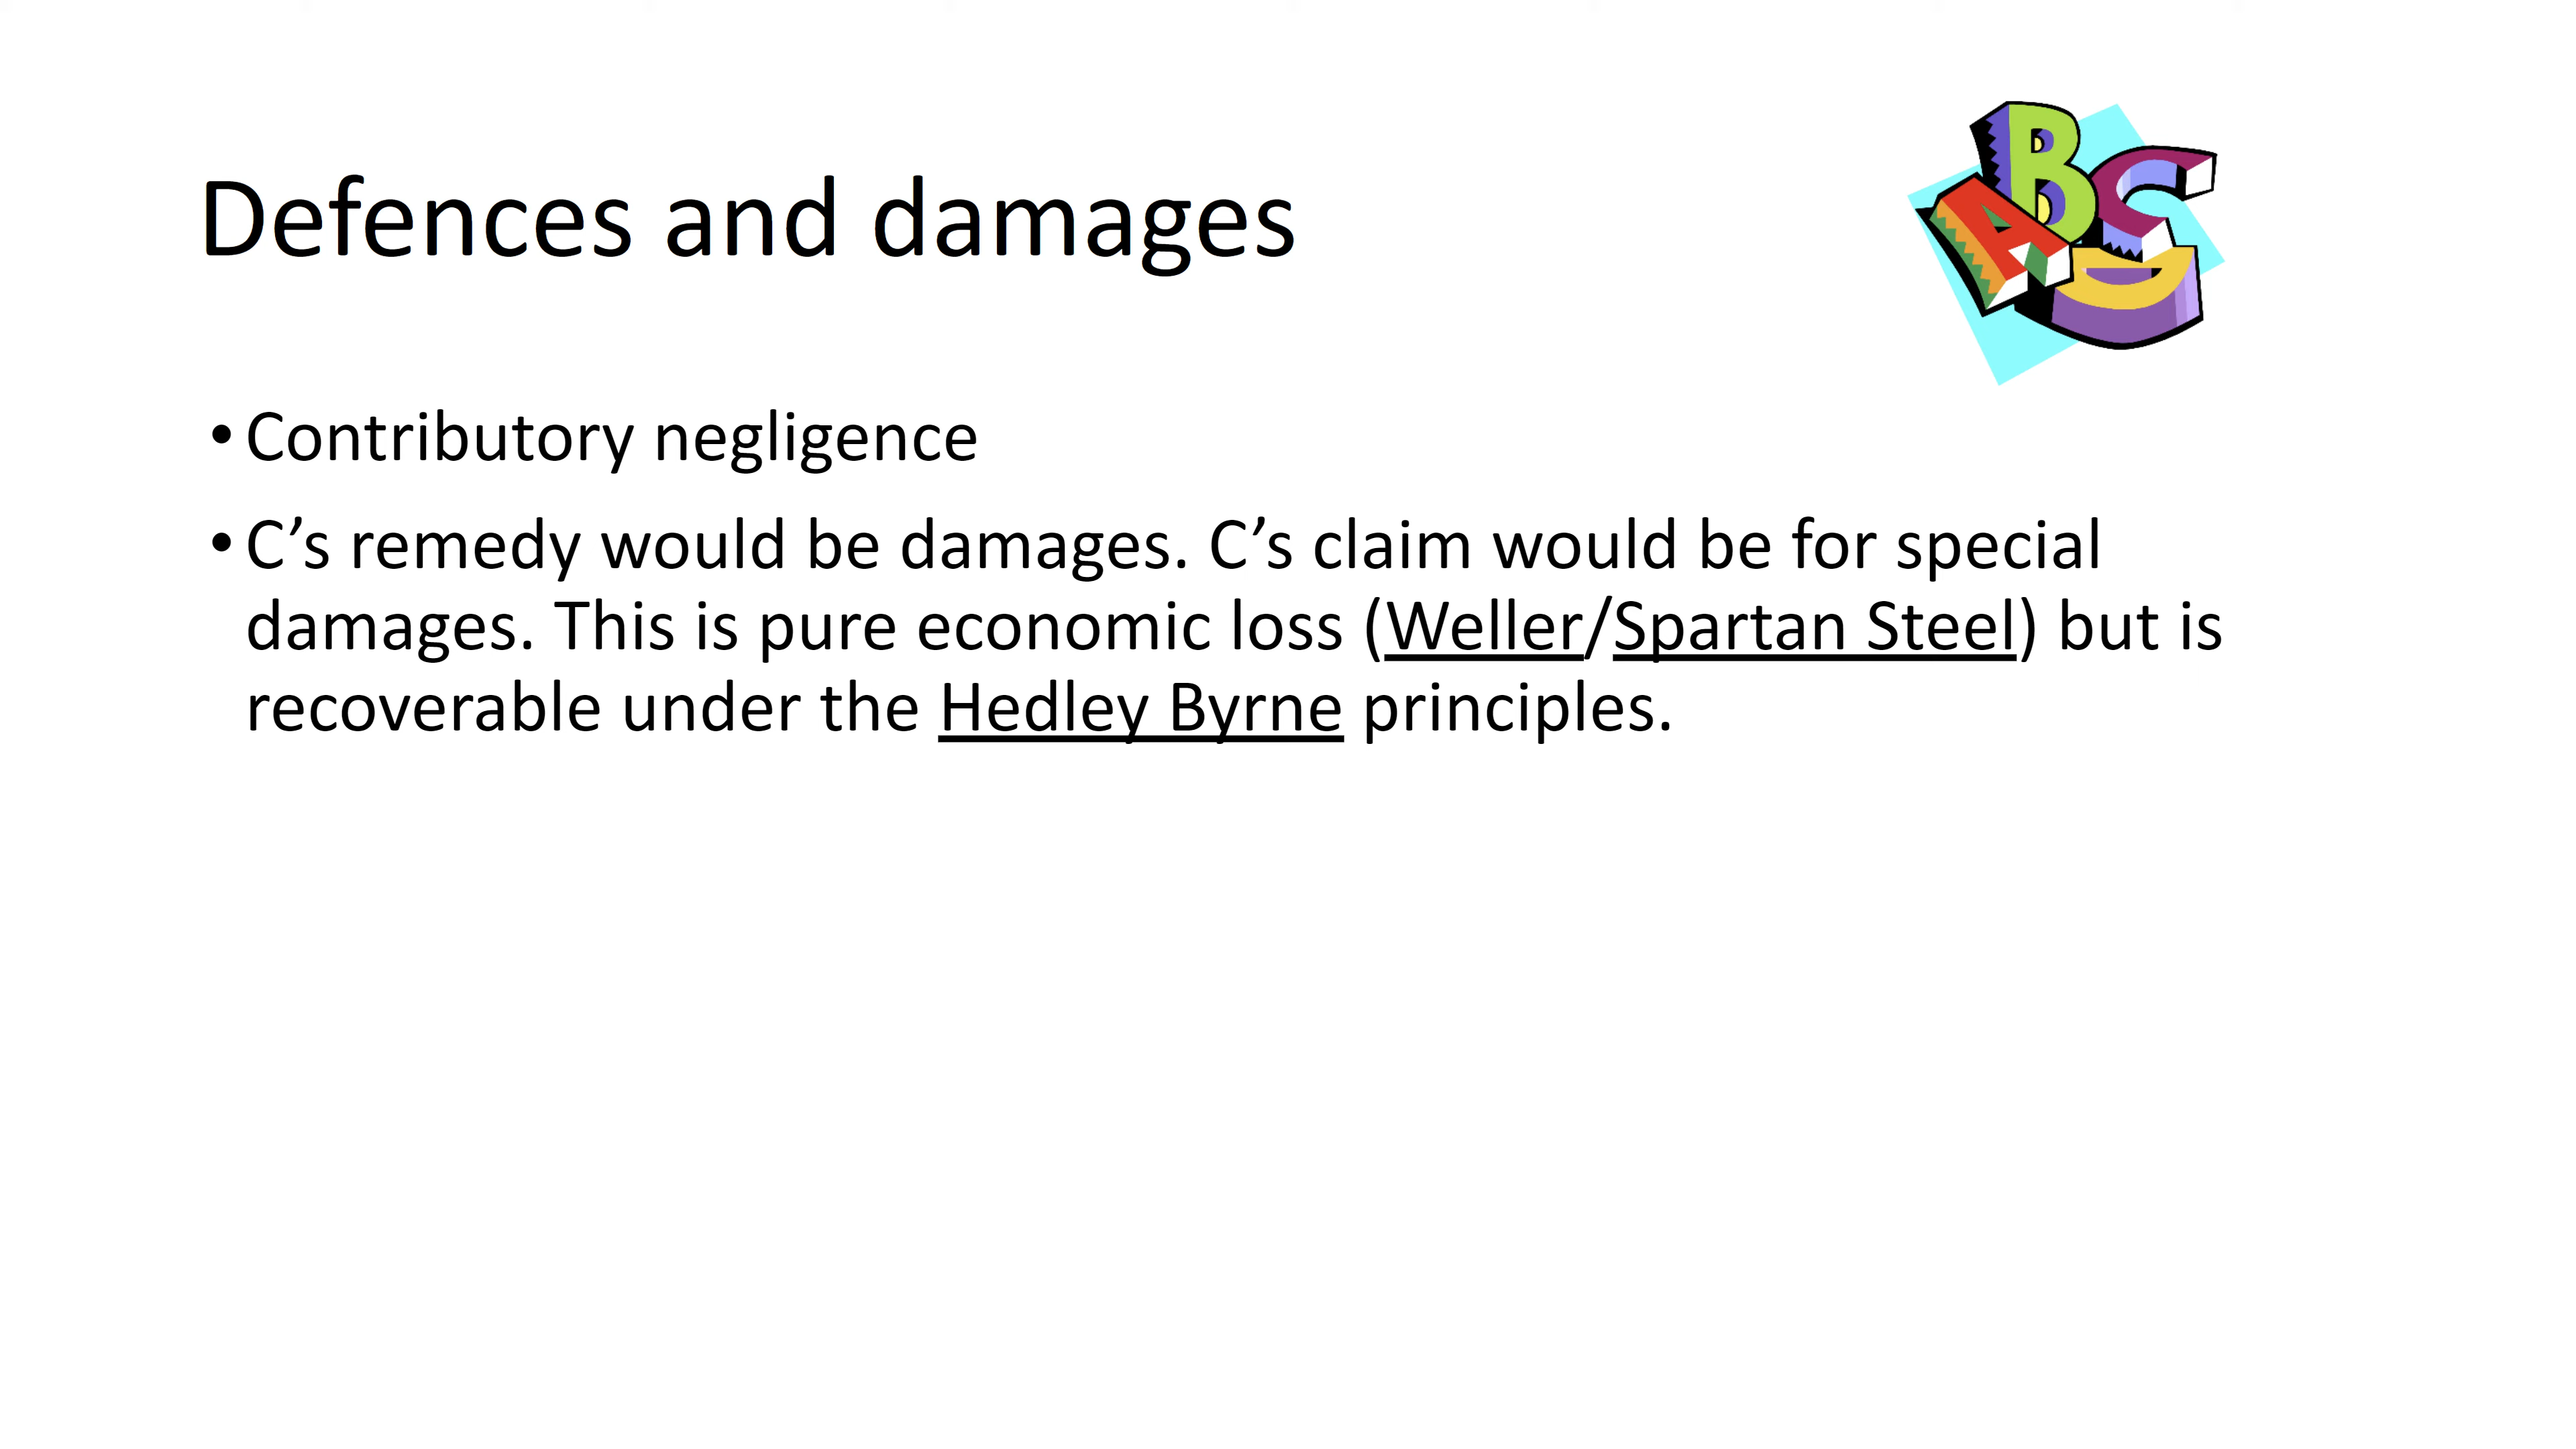 Defences and damages
ABCD
• Contributory negligence
• C’s remedy would be damages. C’s claim would be for special
damages. This is pure economic loss (Weller/Spartan Steel) but is
recoverable under the Hedley Byrne principles.